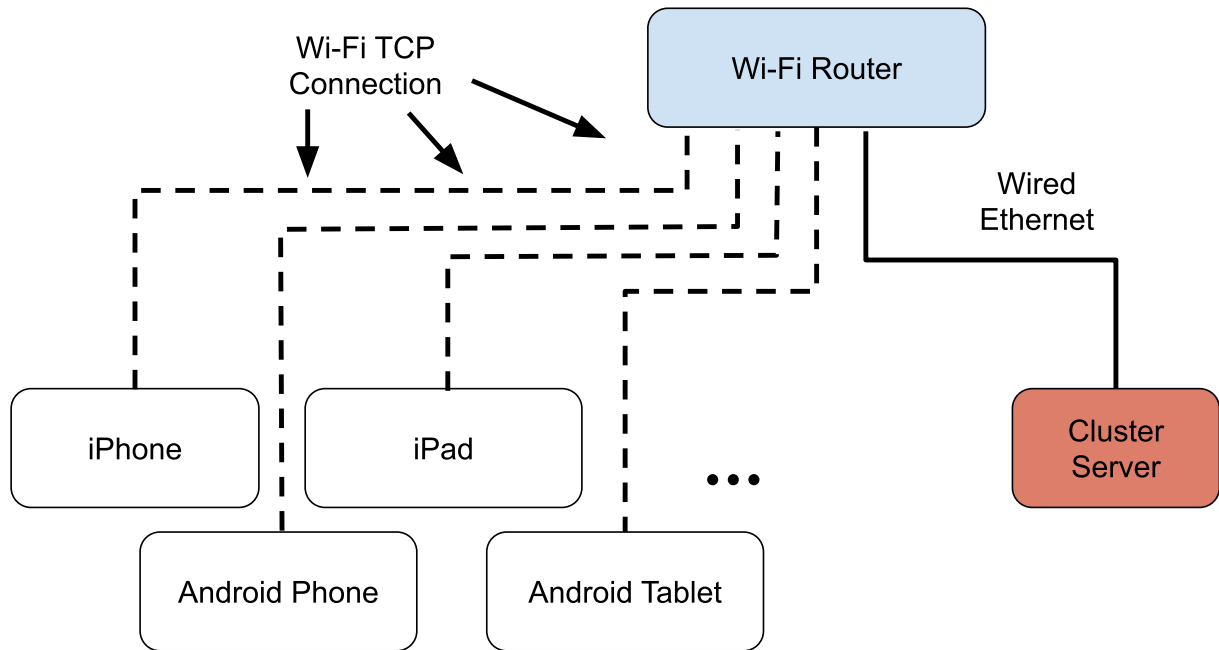 Wi-Fi TCP
Connection
Wi-Fi Router
Wired
Ethernet
iPhone
iPad
Cluster
Server
Android Phone
Android Tablet